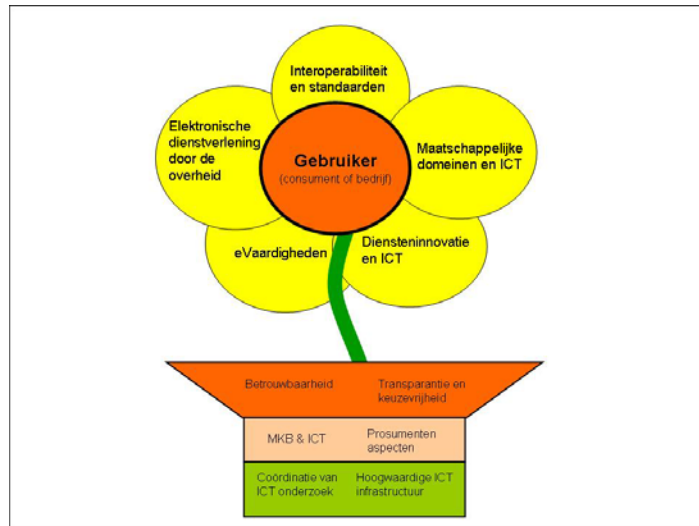 Interoperabiliteit
en standaarden
Elektronische
dienstverlening
door de
overheid
Gebruiker
(consument of bedrijf)
Maatschappelijke
domeinen en ICT
eVaardigheden
Diensteninnovatie
en ICT
Betrouwbaarheid
Transparantie en
keuzevrijheid
MKB & ICT
Prosumenten
aspecten
Coördinatie van
ICT onderzoek
Hoogwaardige ICT
infrastructuur